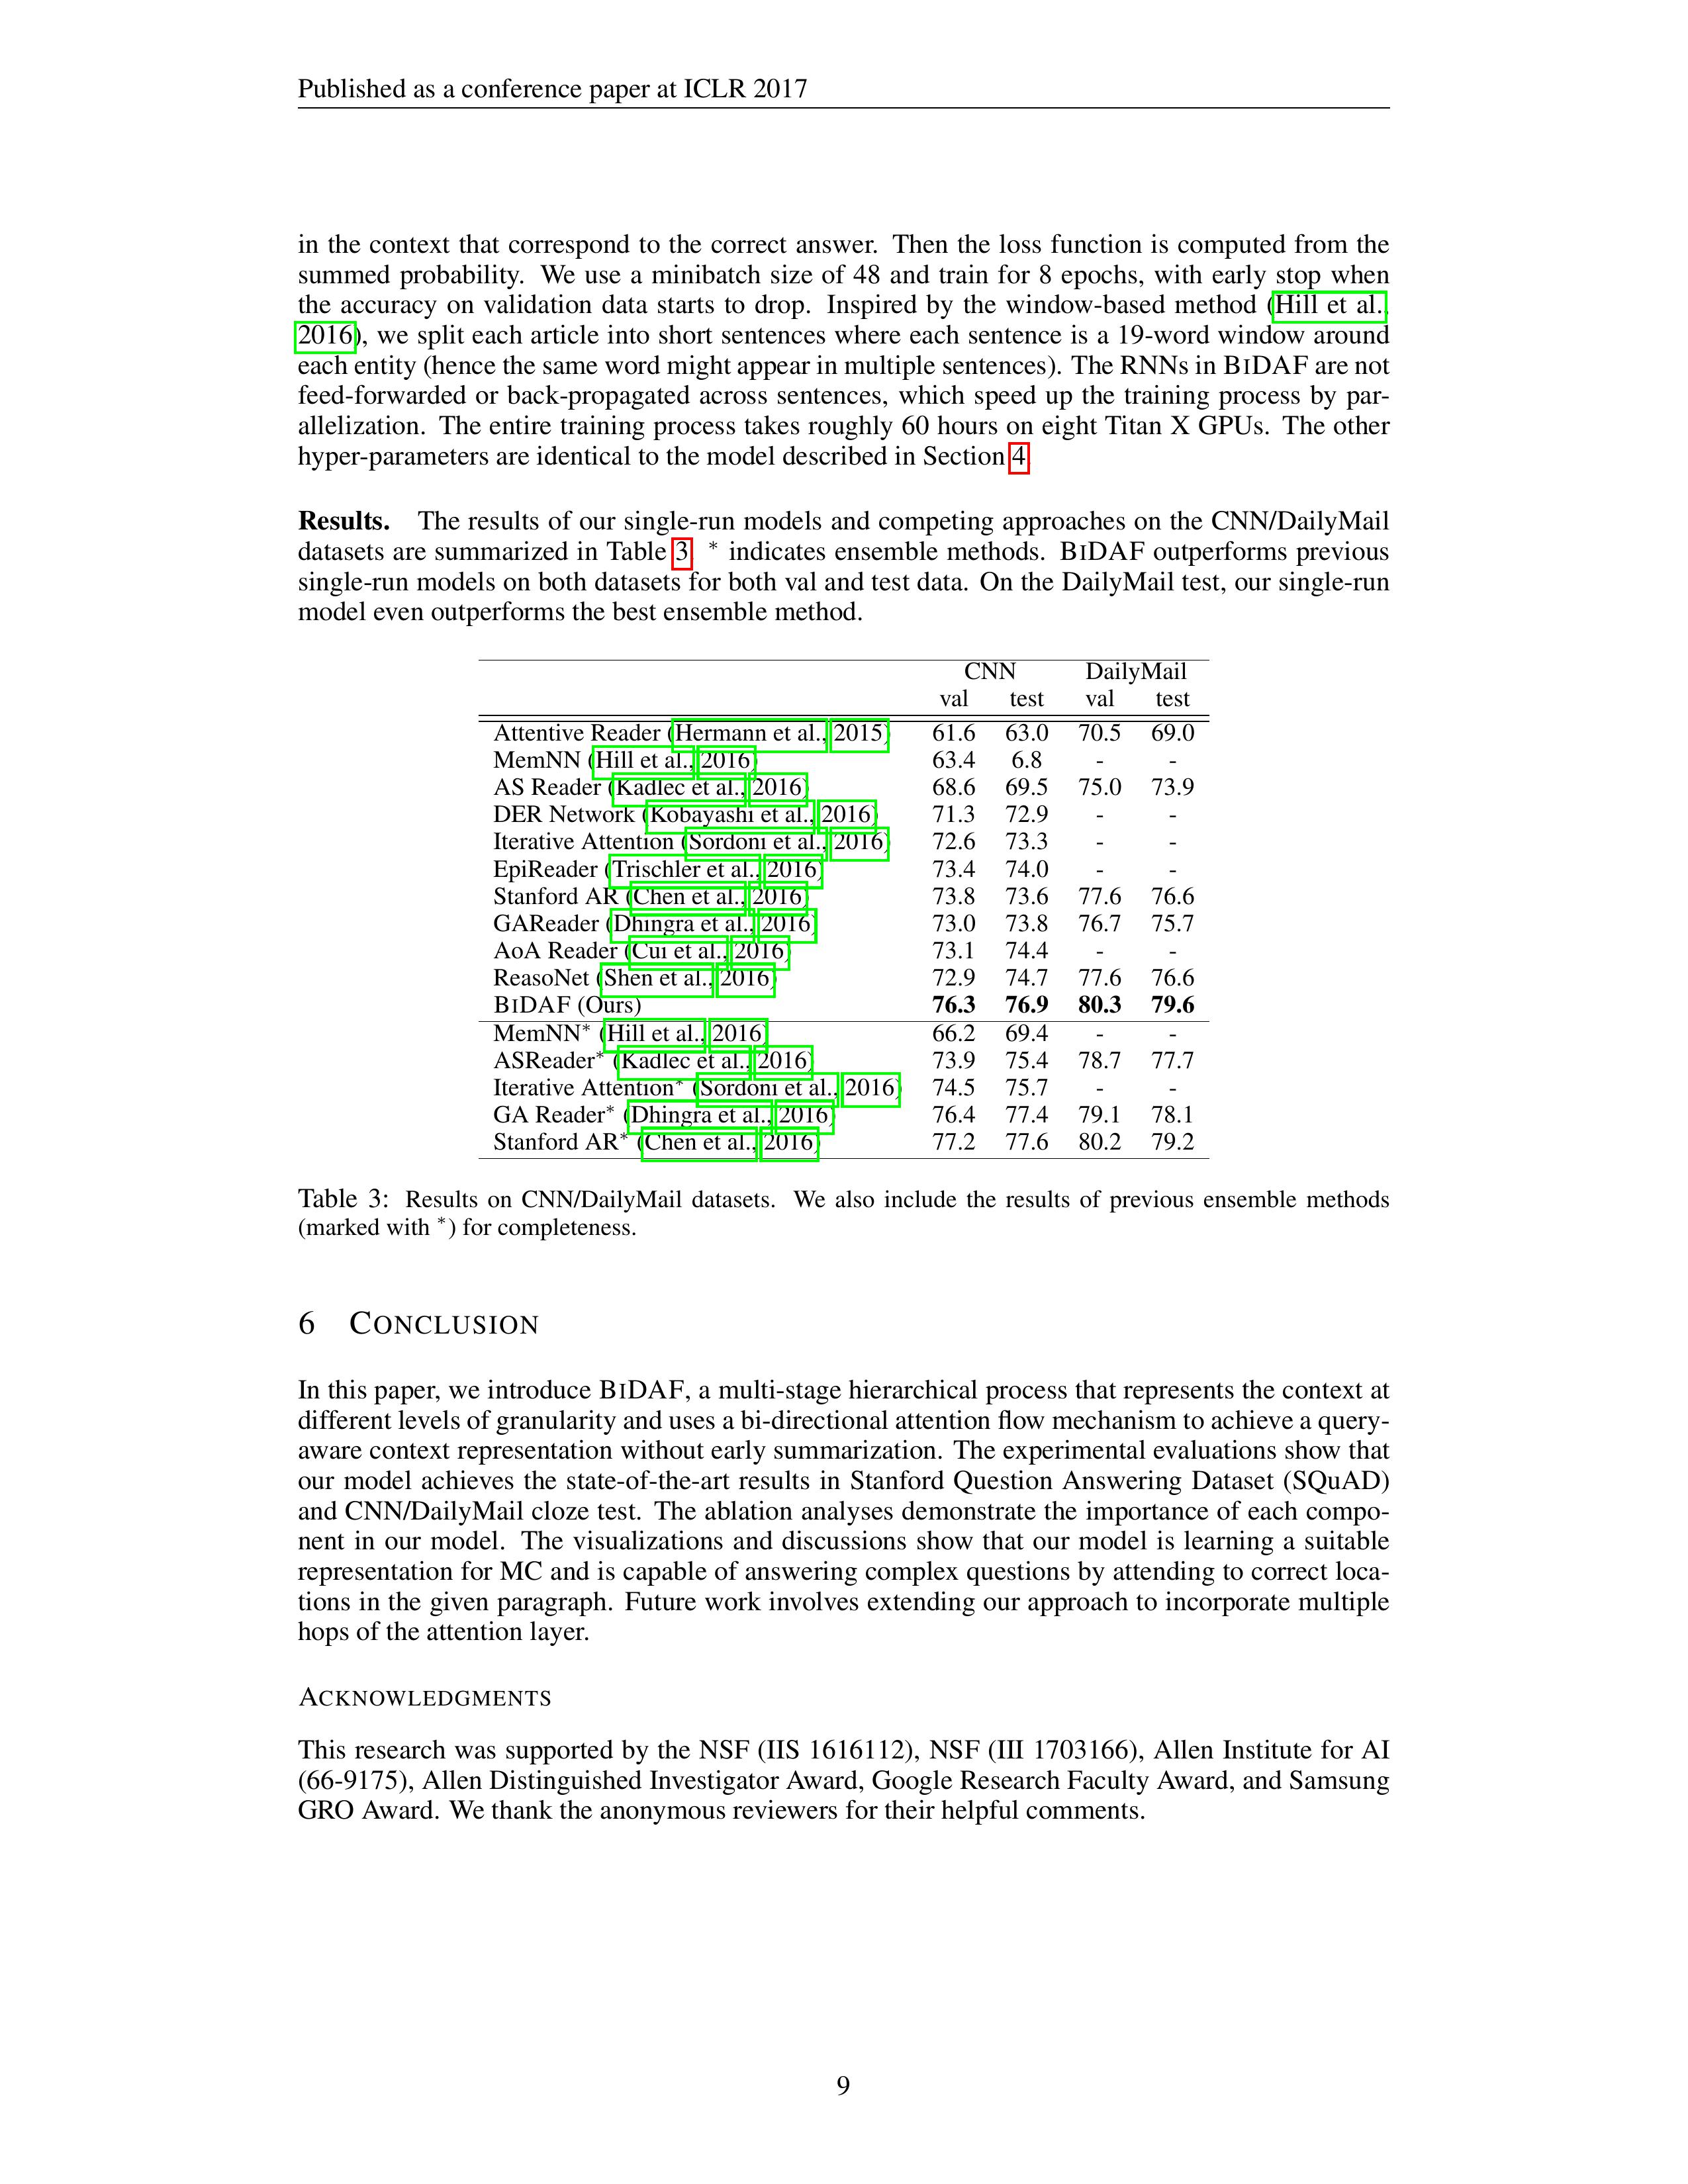 Published as a conference paper at ICLR 2017
in the context that correspond to the correct answer. Then the loss function is computed from the
summed probability. We use a minibatch size of 48 and train for 8 epochs, with early stop when
the accuracy on validation data starts to drop. Inspired by the window-based method (Hill et al.,
2016), we split each article into short sentences where each sentence is a 19-word window around
each entity (hence the same word might appear in multiple sentences). The RNNs in BIDAF are not
feed-forwarded or back-propagated across sentences, which speed up the training process by par-
allelization. The entire training process takes roughly 60 hours on eight Titan X GPUs. The other
hyper-parameters are identical to the model described in Section 4
Results. The results of our single-run models and competing approaches on the CNN/DailyMail
datasets are summarized in Table 3 * indicates ensemble methods. BIDAF outperforms previous
single-run models on both datasets for both val and test data. On the DailyMail test, our single-run
model even outperforms the best ensemble method.
CNN DailyMail
val test val test
Attentive Reader (Hermann et al., 2015) 61.6 63.0 70.5 69.0
MemNN (Hill et al., 2016) 63.4 6.8 - -
AS Reader (Kadlec et al., 2016) 68.6 69.5 75.0 73.9
DER Network (Kobayashi et al., 2016) 71.3 72.9 - -
Iterative Attention (Sordoni et al., 2016) 72.6 73.3 - -
EpiReader (Trischler et al., 2016) 73.4 74.0 - -
Stanford AR (Chen et al., 2016) 73.8 73.6 77.6 76.6
GAReader (Dhingra et al., 2016) 73.0 73.8 76.7 75.7
AoA Reader (Cui et al., 2016) 73.1 74.4 - -
ReasoNet (Shen et al., 2016) 72.9 74.7 77.6 76.6
BIDAF (Ours) 76.3 76.9 80.3 79.6
MemNN* (Hill et al., 2016) 66.2 69.4 - -
ASReader* (Kadlec et al., 2016) 73.9 75.4 78.7 77.7
Iterative Attention* (Sordoni et al., 2016) 74.5 75.7 - -
GA Reader* (Dhingra et al., 2016) 76.4 77.4 79.1 78.1
Stanford AR* (Chen et al., 2016) 77.2 77.6 80.2 79.2
Table 3: Results on CNN/DailyMail datasets. We also include the results of previous ensemble methods
(marked with *) for completeness.
6 CONCLUSION
In this paper, we introduce BIDAF, a multi-stage hierarchical process that represents the context at
different levels of granularity and uses a bi-directional attention flow mechanism to achieve a query-
aware context representation without early summarization. The experimental evaluations show that
our model achieves the state-of-the-art results in Stanford Question Answering Dataset (SQuAD)
and CNN/DailyMail cloze test. The ablation analyses demonstrate the importance of each compo-
nent in our model. The visualizations and discussions show that our model is learning a suitable
representation for MC and is capable of answering complex questions by attending to correct loca-
tions in the given paragraph. Future work involves extending our approach to incorporate multiple
hops of the attention layer.
ACKNOWLEDGMENTS
This research was supported by the NSF (IIS 1616112), NSF (III 1703166), Allen Institute for AI
(66-9175), Allen Distinguished Investigator Award, Google Research Faculty Award, and Samsung
GRO Award. We thank the anonymous reviewers for their helpful comments.
9